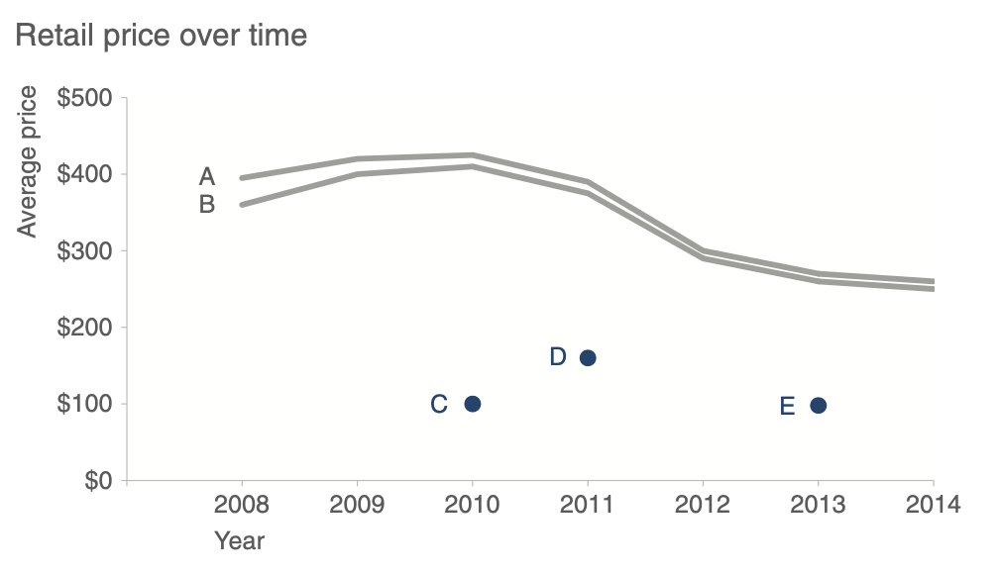 Retail price over time
Average price
$500
$400
$300
$200
$100
$0
A
B
C
D
E
2008 2009 2010 2011 2012 2013 2014
Year